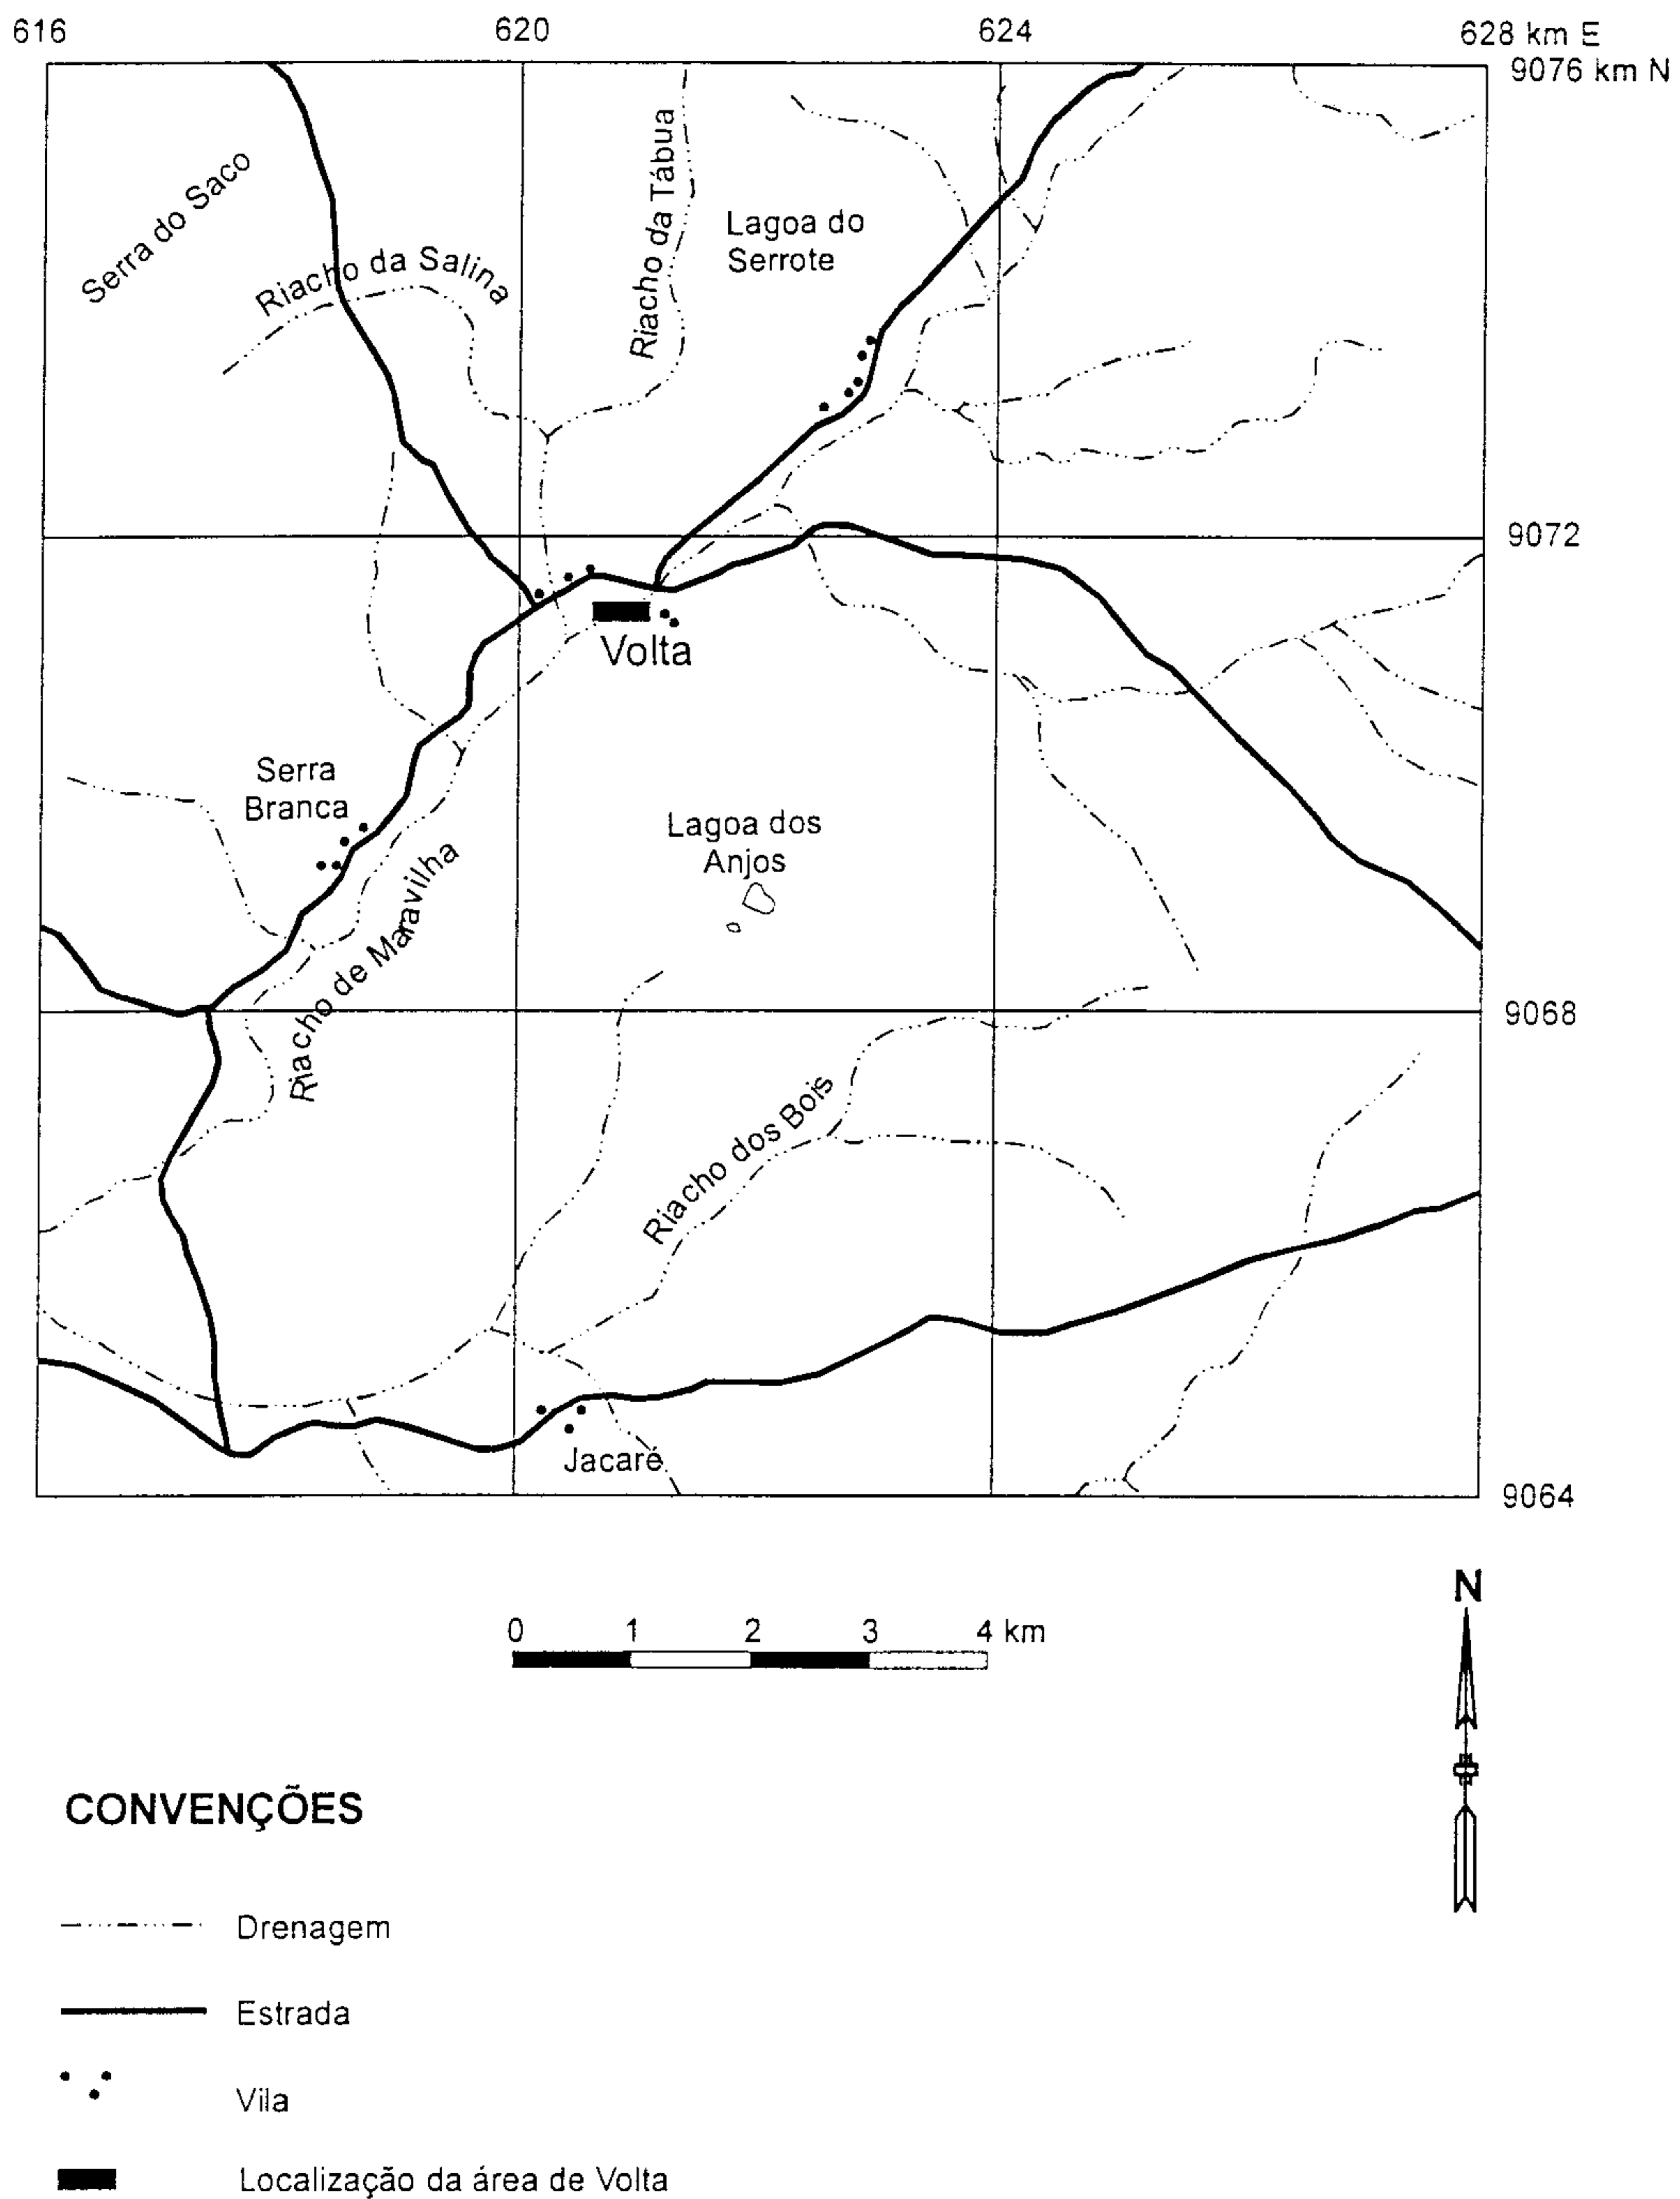 616 620 624 628 km E
9076 km N
Serra do Saco
Riacho da Salina
Riacho da Tábua
Lagoa do
Serrote
9072
Volta
Serra
Branca
Lagoa dos
Anjos
Riacho de Maravilha
9068
Riacho dos Bois
Jacaré
9064
N
0 1 2 3 4 km
CONVENÇÕES
Drenagem
Estrada
Vila
Localização da área de Volta